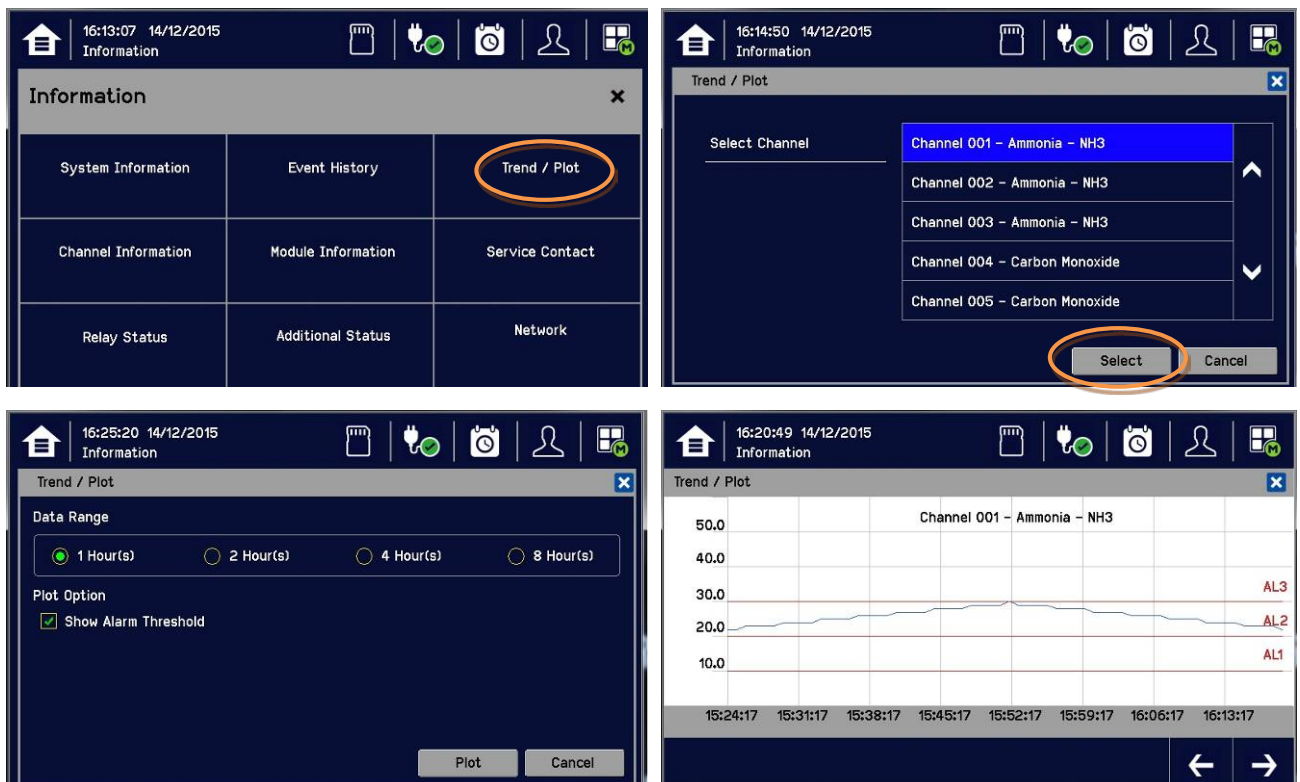 16:13:07 14/12/2015
Information
Information
System Information
Event History
Trend / Plot
Channel Information
Module Information
Service Contact
Relay Status
Additional Status
Network
16:14:50 14/12/2015
Information
Trend / Plot
Select Channel
Channel 001 - Ammonia - NH3
Channel 002 - Ammonia - NH3
Channel 003 - Ammonia - NH3
Channel 004 - Carbon Monoxide
Channel 005 - Carbon Monoxide
Select
Cancel
16:25:20 14/12/2015
Information
Trend / Plot
Data Range
1 Hour(s)
2 Hour(s)
4 Hour(s)
8 Hour(s)
Plot Option
Show Alarm Threshold
Plot
Cancel
16:20:49 14/12/2015
Information
Trend / Plot
Channel 001 - Ammonia - NH3
50.0
40.0
30.0
20.0
10.0
AL3
AL2
AL1
15:24:17 15:31:17 15:38:17 15:45:17 15:52:17 15:59:17 16:06:17 16:13:17